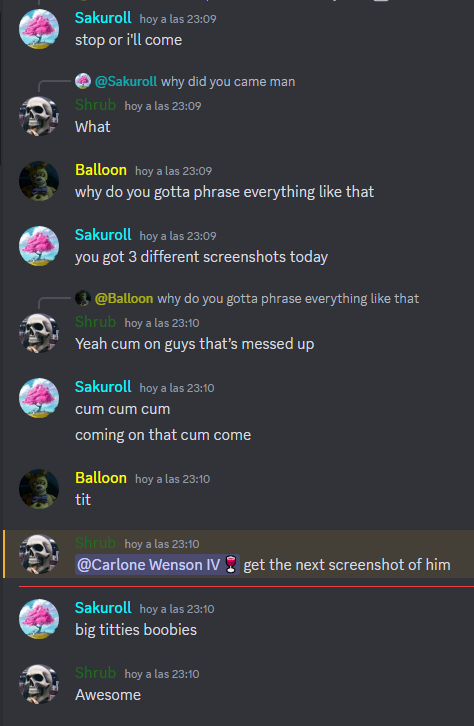 Sakuroll hoy a las 23:09
stop or i'll come
@Sakuroll why did you came man
Shrub hoy a las 23:09
What
Balloon hoy a las 23:09
why do you gotta phrase everything like that
Sakuroll hoy a las 23:09
you got 3 different screenshots today
@Balloon why do you gotta phrase everything like that
Shrub hoy a las 23:10
Yeah cum on guys that's messed up
Sakuroll hoy a las 23:10
cum cum cum
coming on that cum come
Balloon hoy a las 23:10
tit
Shrub hoy a las 23:10
@Carlone Wenson IV🍷 get the next screenshot of him
Sakuroll hoy a las 23:10
big titties boobies
Shrub hoy a las 23:10
Awesome